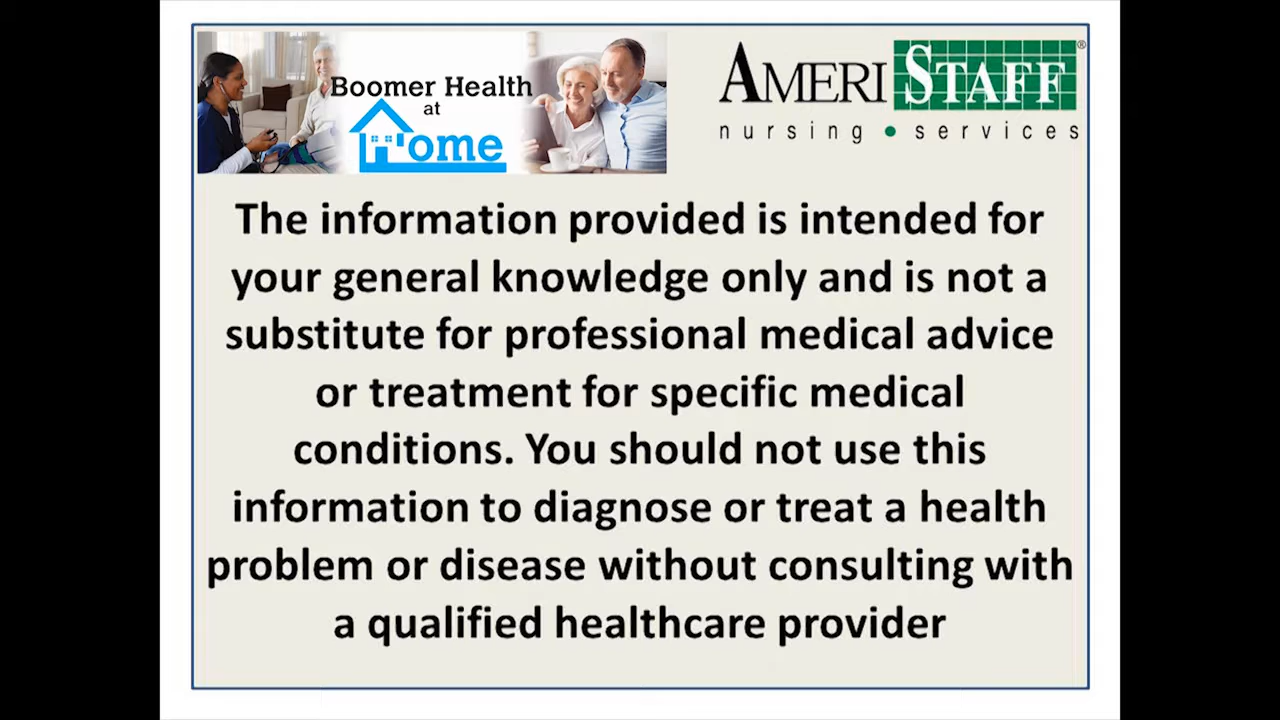 Boomer Health
at
Home
AMERISTAFF®
nursing • services
The information provided is intended for
your general knowledge only and is not a
substitute for professional medical advice
or treatment for specific medical
conditions. You should not use this
information to diagnose or treat a health
problem or disease without consulting with
a qualified healthcare provider